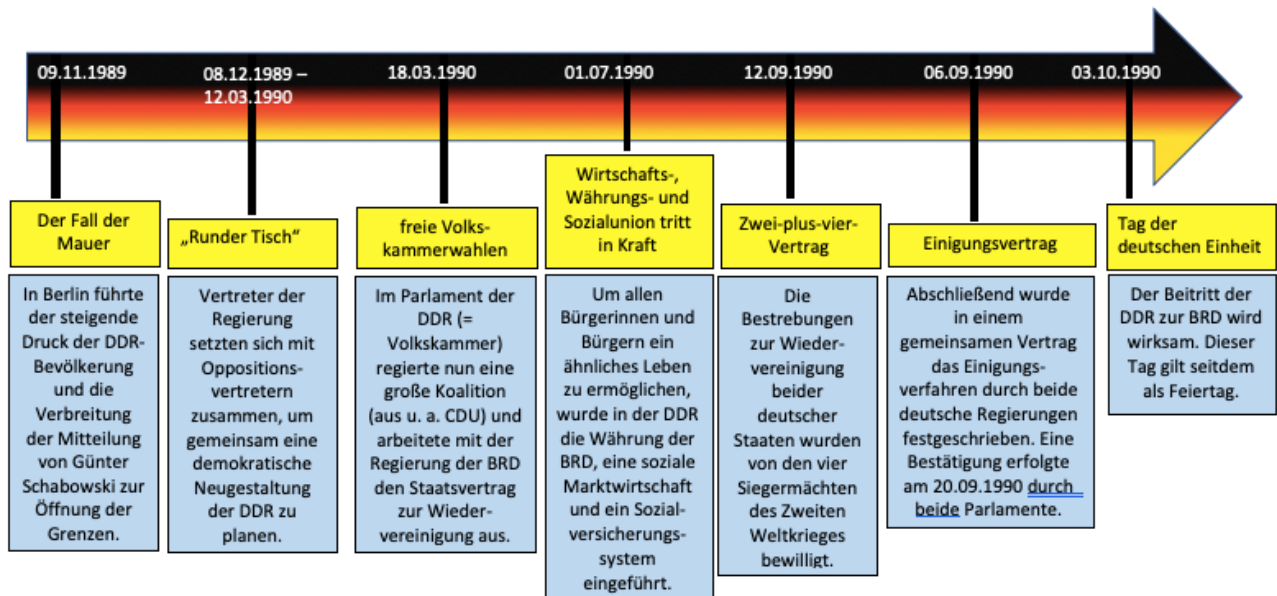 09.11.1989
08.12.1989 –
12.03.1990
18.03.1990
01.07.1990
12.09.1990
06.09.1990
03.10.1990
Der Fall der
Mauer
„Runder Tisch“
freie Volks-
kammerwahlen
Wirtschafts-,
Währungs- und
Sozialunion tritt
in Kraft
Zwei-plus-vier-
Vertrag
Einigungsvertrag
Tag der
deutschen Einheit
In Berlin führte
der steigende
Druck der DDR-
Bevölkerung
und die
Verbreitung
der Mitteilung
von Günter
Schabowski zur
Öffnung der
Grenzen.
Vertreter der
Regierung
setzten sich mit
Oppositions-
vertretern
zusammen, um
gemeinsam eine
demokratische
Neugestaltung
der DDR zu
planen.
Im Parlament der
DDR (=
Volkskammer)
regierte nun eine
große Koalition
(aus u. a. CDU) und
arbeitete mit der
Regierung der BRD
den Staatsvertrag
zur Wieder-
vereinigung aus.
Um allen
Bürgerinnen und
Bürgern ein
ähnliches Leben
zu ermöglichen,
wurde in der DDR
die Währung der
BRD, eine soziale
Marktwirtschaft
und ein Sozial-
versicherungs-
system
eingeführt.
Die
Bestrebungen
zur Wieder-
vereinigung
beider
deutscher
Staaten wurden
von den vier
Siegermächten
des Zweiten
Weltkrieges
bewilligt.
Abschließend wurde
in einem
gemeinsamen Vertrag
das Einigungs-
verfahren durch beide
deutsche Regierungen
festgeschrieben. Eine
Bestätigung erfolgte
am 20.09.1990 durch
beide Parlamente.
Der Beitritt der
DDR zur BRD wird
wirksam. Dieser
Tag gilt seitdem
als Feiertag.